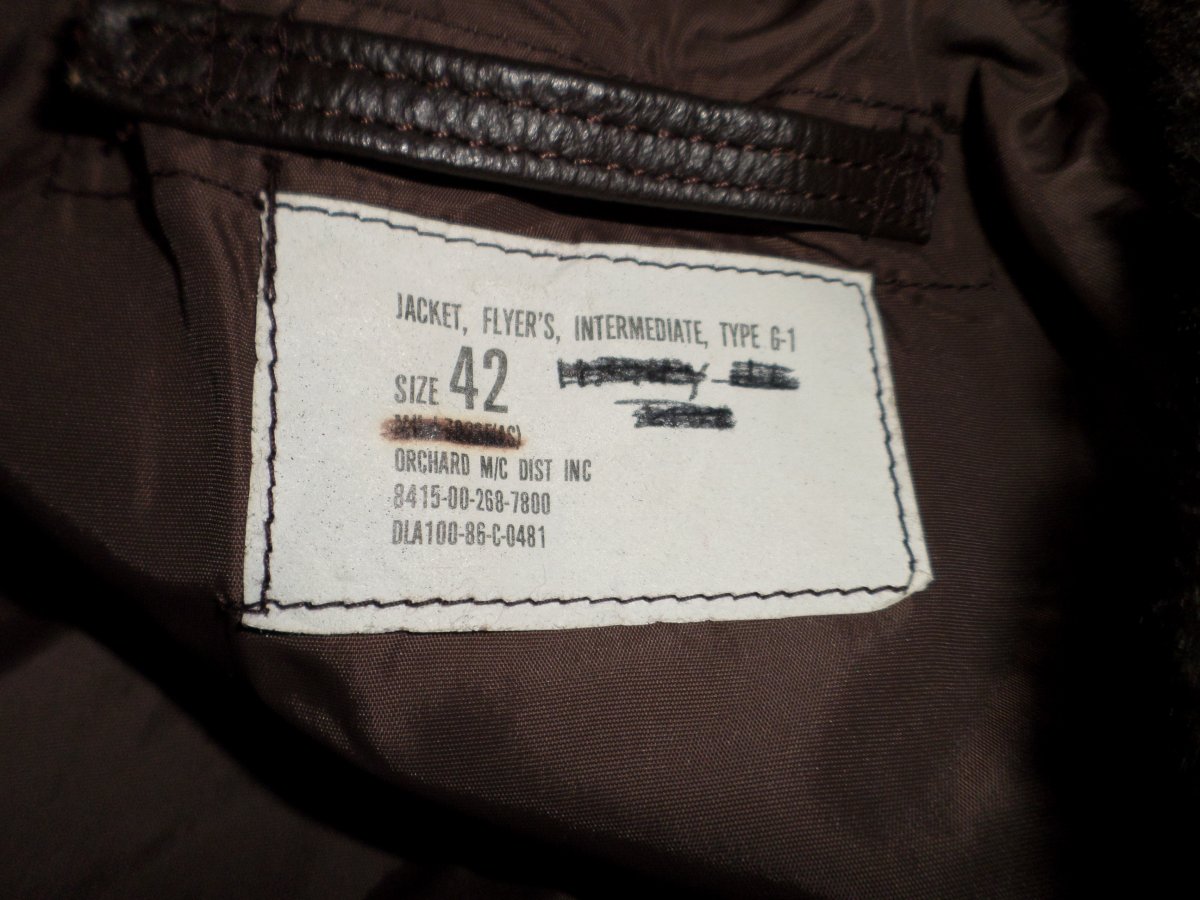 JACKET, FLYER'S, INTERMEDIATE, TYPE G-1
SIZE 42
ORCHARD M/C DIST INC
8415-00-268-7800
DLA100-86-C-0481